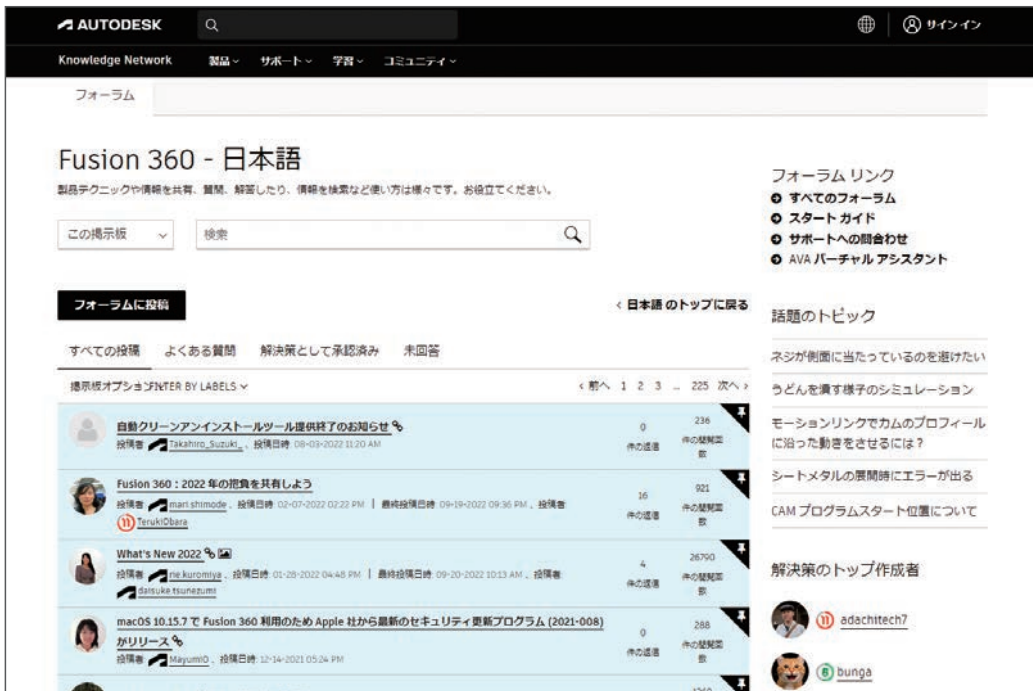 AUTODESK
サインイン
Knowledge Network 製品 サポート 学習 コミュニティ
フォーラム
Fusion 360 - 日本語
製品テクニックや情報を共有、質問、解答したり、情報を検索など使い方は様々です。お役立てください。
この掲示板 検索
フォーラムに投稿
‹ 日本語 のトップに戻る
すべての投稿 よくある質問 解決策として承認済み 未回答
掲示板オプション FILTER BY LABELS
‹ 前へ 1 2 3 … 225 次へ ›
自動クリーンアンインストールツール提供終了のお知らせ
投稿者 Takahiro_Suzuki_ 、投稿日時 08-03-2022 11:20 AM
0
件の返信
236
件の閲覧回
数
Fusion 360：2022 年の抱負を共有しよう
投稿者 mari.shimode 、投稿日時 02-07-2022 02:22 PM | 最終投稿日時 09-19-2022 09:36 PM 、投稿者
TerukiObara
16
件の返信
921
件の閲覧回
数
What's New 2022
投稿者 rie.kuromiya 、投稿日時 01-28-2022 04:48 PM | 最終投稿日時 09-20-2022 10:13 AM 、投稿者
daisuke.tsunezumi
4
件の返信
26790
件の閲覧回
数
macOS 10.15.7 で Fusion 360 利用のため Apple 社から最新のセキュリティ更新プログラム (2021-008)
がリリース
投稿者 MayumiO 、投稿日時 12-14-2021 05:24 PM
0
件の返信
288
件の閲覧回
数
フォーラム リンク
すべてのフォーラム
スタート ガイド
サポートへの問合わせ
AVA バーチャル アシスタント
話題のトピック
ネジが側面に当たっているのを避けたい
うどんを潰す様子のシミュレーション
モーションリンクでカムのプロフィール
に沿った動きをさせるには？
シートメタルの展開時にエラーが出る
CAM プログラムスタート位置について
解決策のトップ作成者
adachitech7
bunga